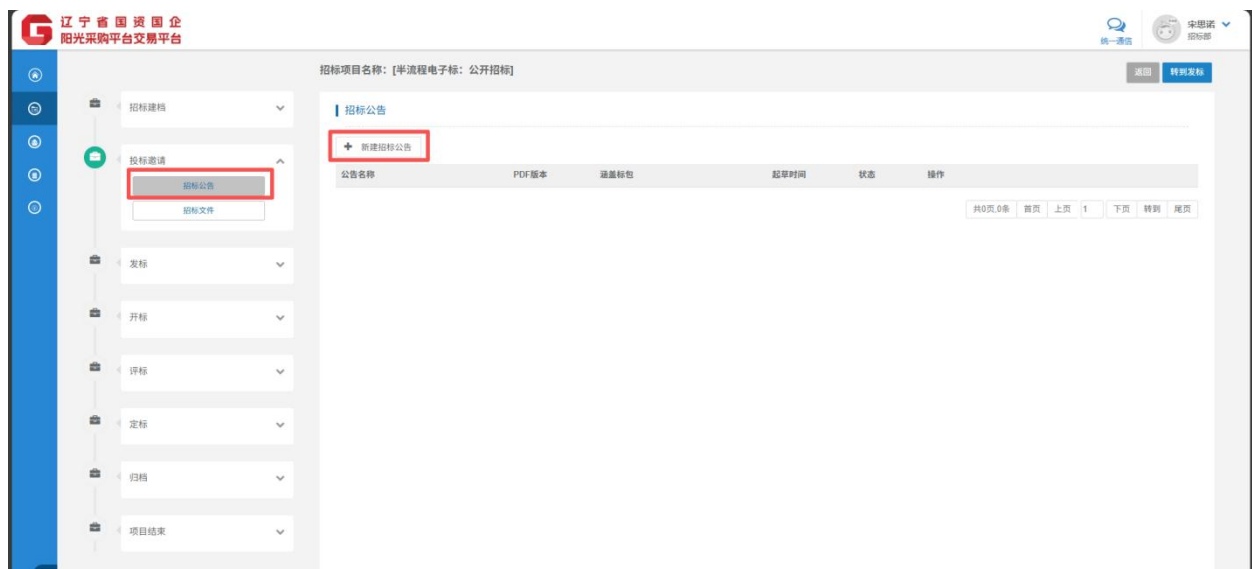 辽宁省国资国企
阳光采购平台交易平台
统一通信
宋思诺
招标部
招标项目名称：[半流程电子标：公开招标]
返回
转到发标
招标建档
投标邀请
招标公告
招标文件
发标
开标
评标
定标
归档
项目结束
招标公告
+ 新建招标公告
公告名称 PDF版本 涵盖标包 起草时间 状态 操作
共0页,0条 首页 上页 1 下页 转到 尾页